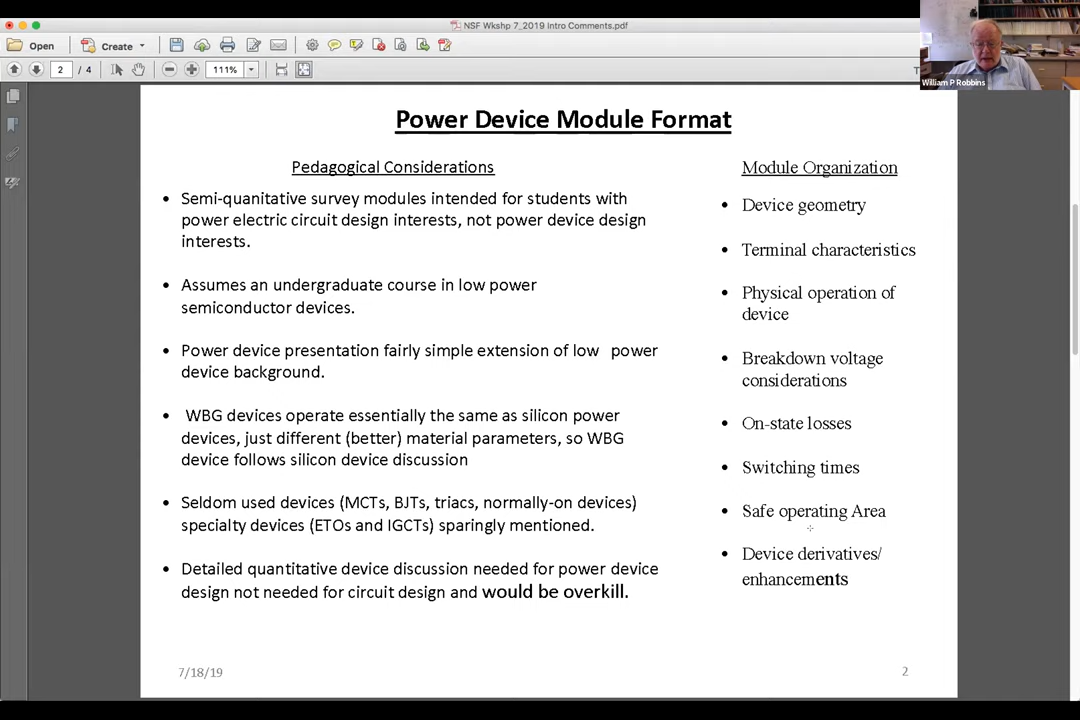 NSF Wkshp 7_2019 Intro Comments.pdf
Open
Create
2 / 4
111%
T
William P Robbins
Power Device Module Format
Pedagogical Considerations
• Semi-quanitative survey modules intended for students with
power electric circuit design interests, not power device design
interests.
• Assumes an undergraduate course in low power
semiconductor devices.
• Power device presentation fairly simple extension of low power
device background.
• WBG devices operate essentially the same as silicon power
devices, just different (better) material parameters, so WBG
device follows silicon device discussion
• Seldom used devices (MCTs, BJTs, triacs, normally-on devices)
specialty devices (ETOs and IGCTs) sparingly mentioned.
• Detailed quantitative device discussion needed for power device
design not needed for circuit design and would be overkill.
Module Organization
• Device geometry
• Terminal characteristics
• Physical operation of
device
• Breakdown voltage
considerations
• On-state losses
• Switching times
• Safe operating Area
• Device derivatives/
enhancements
7/18/19
2